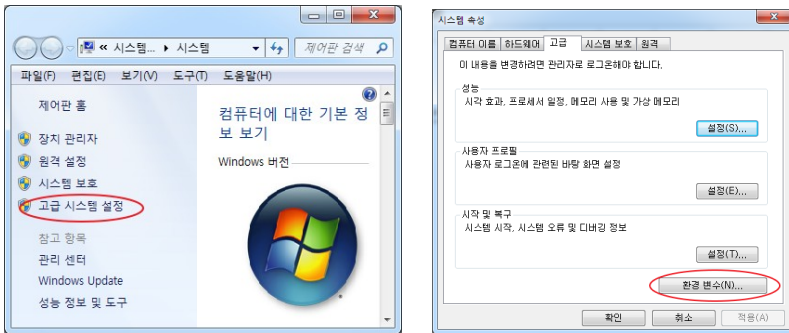 « 시스템... ▸ 시스템
제어판 검색
파일(F) 편집(E) 보기(V) 도구(T) 도움말(H)
제어판 홈
장치 관리자
원격 설정
시스템 보호
고급 시스템 설정
참고 항목
관리 센터
Windows Update
성능 정보 및 도구
컴퓨터에 대한 기본 정
보 보기
Windows 버전
시스템 속성
컴퓨터 이름 하드웨어 고급 시스템 보호 원격
이 내용을 변경하려면 관리자로 로그온해야 합니다.
성능
시각 효과, 프로세서 일정, 메모리 사용 및 가상 메모리
설정(S)...
사용자 프로필
사용자 로그온에 관련된 바탕 화면 설정
설정(E)...
시작 및 복구
시스템 시작, 시스템 오류 및 디버깅 정보
설정(T)...
환경 변수(N)...
확인 취소 적용(A)